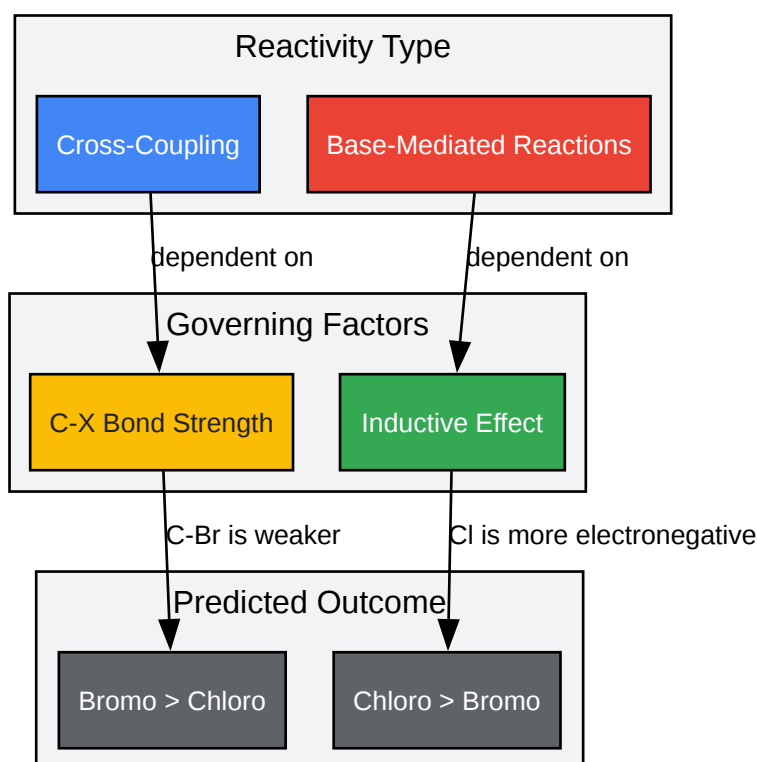 Reactivity Type
Cross-Coupling
Base-Mediated Reactions
dependent on
dependent on
Governing Factors
C-X Bond Strength
Inductive Effect
C-Br is weaker
Cl is more electronegative
Predicted Outcome
Bromo > Chloro
Chloro > Bromo